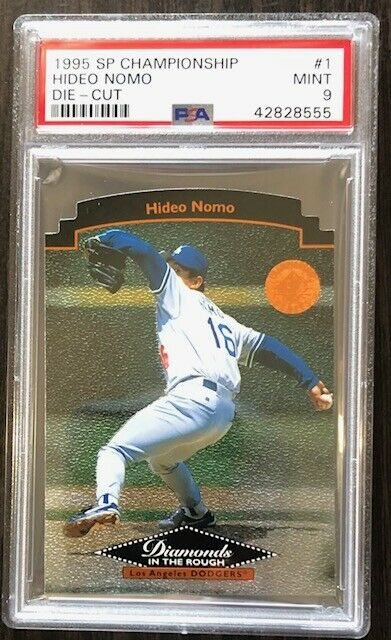 1995 SP CHAMPIONSHIP #1
HIDEO NOMO MINT
DIE-CUT 9
PSA 42828555
Hideo Nomo
16
Diamonds
IN THE ROUGH
Los Angeles DODGERS